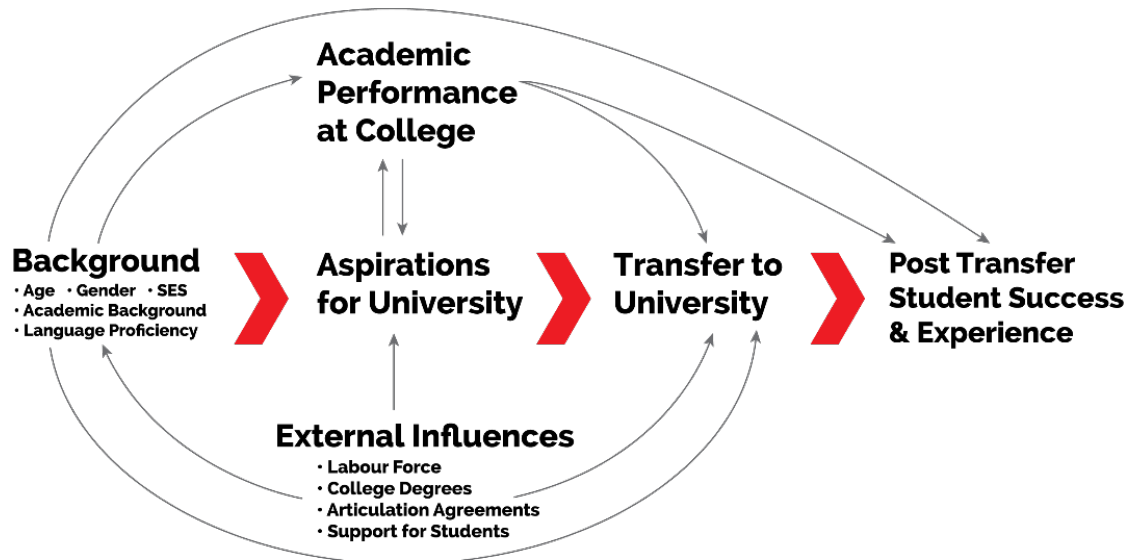 Academic
Performance
at College
Background
• Age • Gender • SES
• Academic Background
• Language Proficiency
Aspirations
for University
Transfer to
University
Post Transfer
Student Success
& Experience
External Influences
• Labour Force
• College Degrees
• Articulation Agreements
• Support for Students